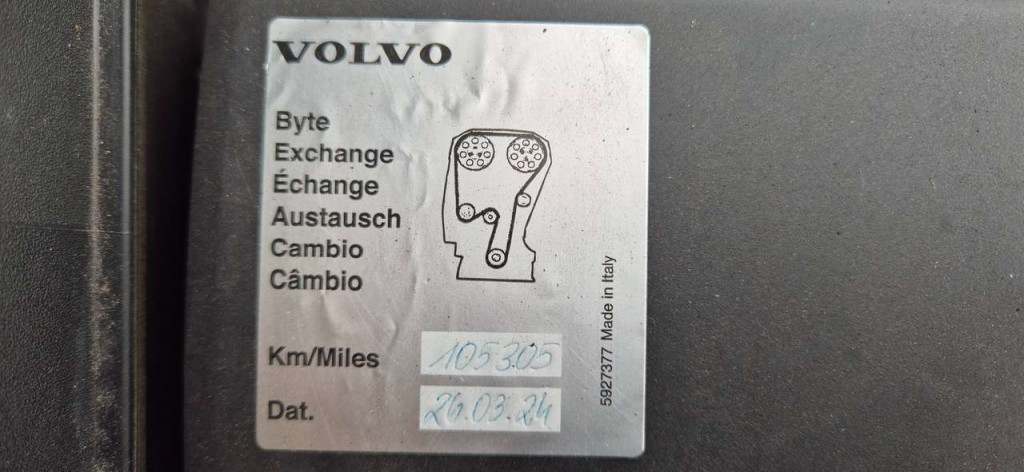 VOLVO
Byte
Exchange
Échange
Austausch
Cambio
Câmbio
Km/Miles 105305
Dat. 26.03.24
5927377 Made in Italy